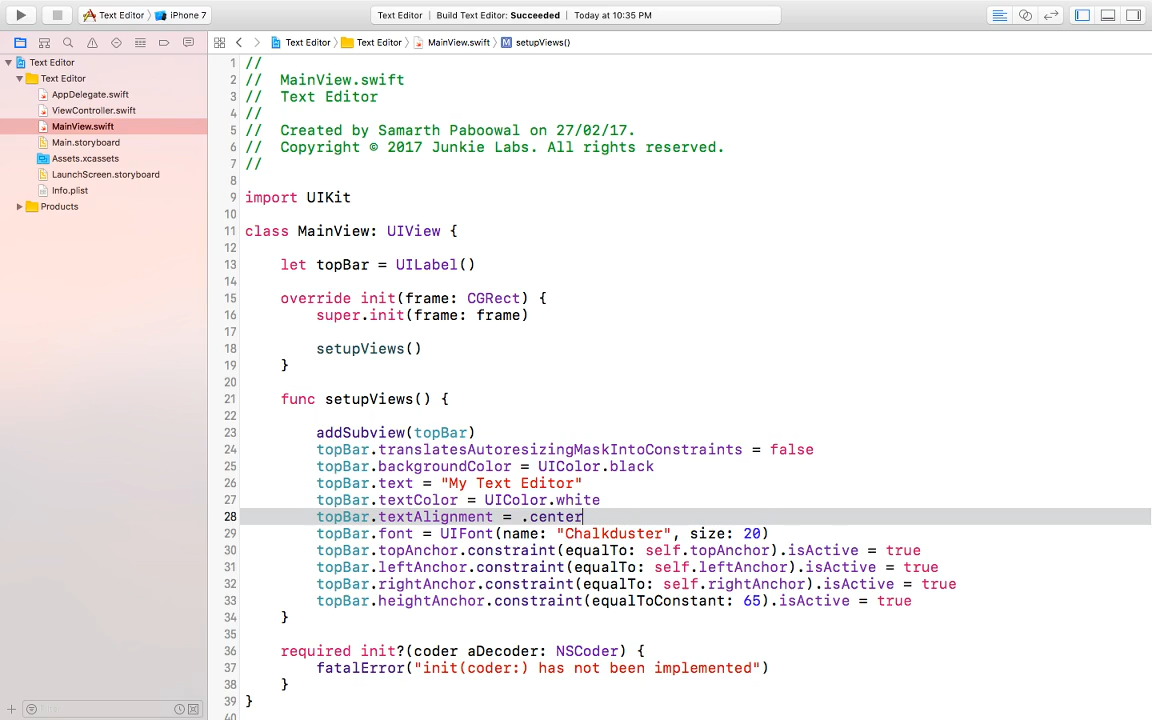 Text Editor
iPhone 7
Text Editor | Build Text Editor: Succeeded | Today at 10:35 PM
Text Editor
Text Editor
MainView.swift
M
setupViews()
Text Editor
Text Editor
AppDelegate.swift
ViewController.swift
MainView.swift
Main.storyboard
Assets.xcassets
LaunchScreen.storyboard
Info.plist
Products
1 //
2 //  MainView.swift
3 //  Text Editor
4 //
5 //  Created by Samarth Paboowal on 27/02/17.
6 //  Copyright © 2017 Junkie Labs. All rights reserved.
7 //
8
9 import UIKit
10
11 class MainView: UIView {
12
13     let topBar = UILabel()
14
15     override init(frame: CGRect) {
16         super.init(frame: frame)
17
18         setupViews()
19     }
20
21     func setupViews() {
22
23         addSubview(topBar)
24         topBar.translatesAutoresizingMaskIntoConstraints = false
25         topBar.backgroundColor = UIColor.black
26         topBar.text = "My Text Editor"
27         topBar.textColor = UIColor.white
28         topBar.textAlignment = .center
29         topBar.font = UIFont(name: "Chalkduster", size: 20)
30         topBar.topAnchor.constraint(equalTo: self.topAnchor).isActive = true
31         topBar.leftAnchor.constraint(equalTo: self.leftAnchor).isActive = true
32         topBar.rightAnchor.constraint(equalTo: self.rightAnchor).isActive = true
33         topBar.heightAnchor.constraint(equalToConstant: 65).isActive = true
34     }
35
36     required init?(coder aDecoder: NSCoder) {
37         fatalError("init(coder:) has not been implemented")
38     }
39 }
40